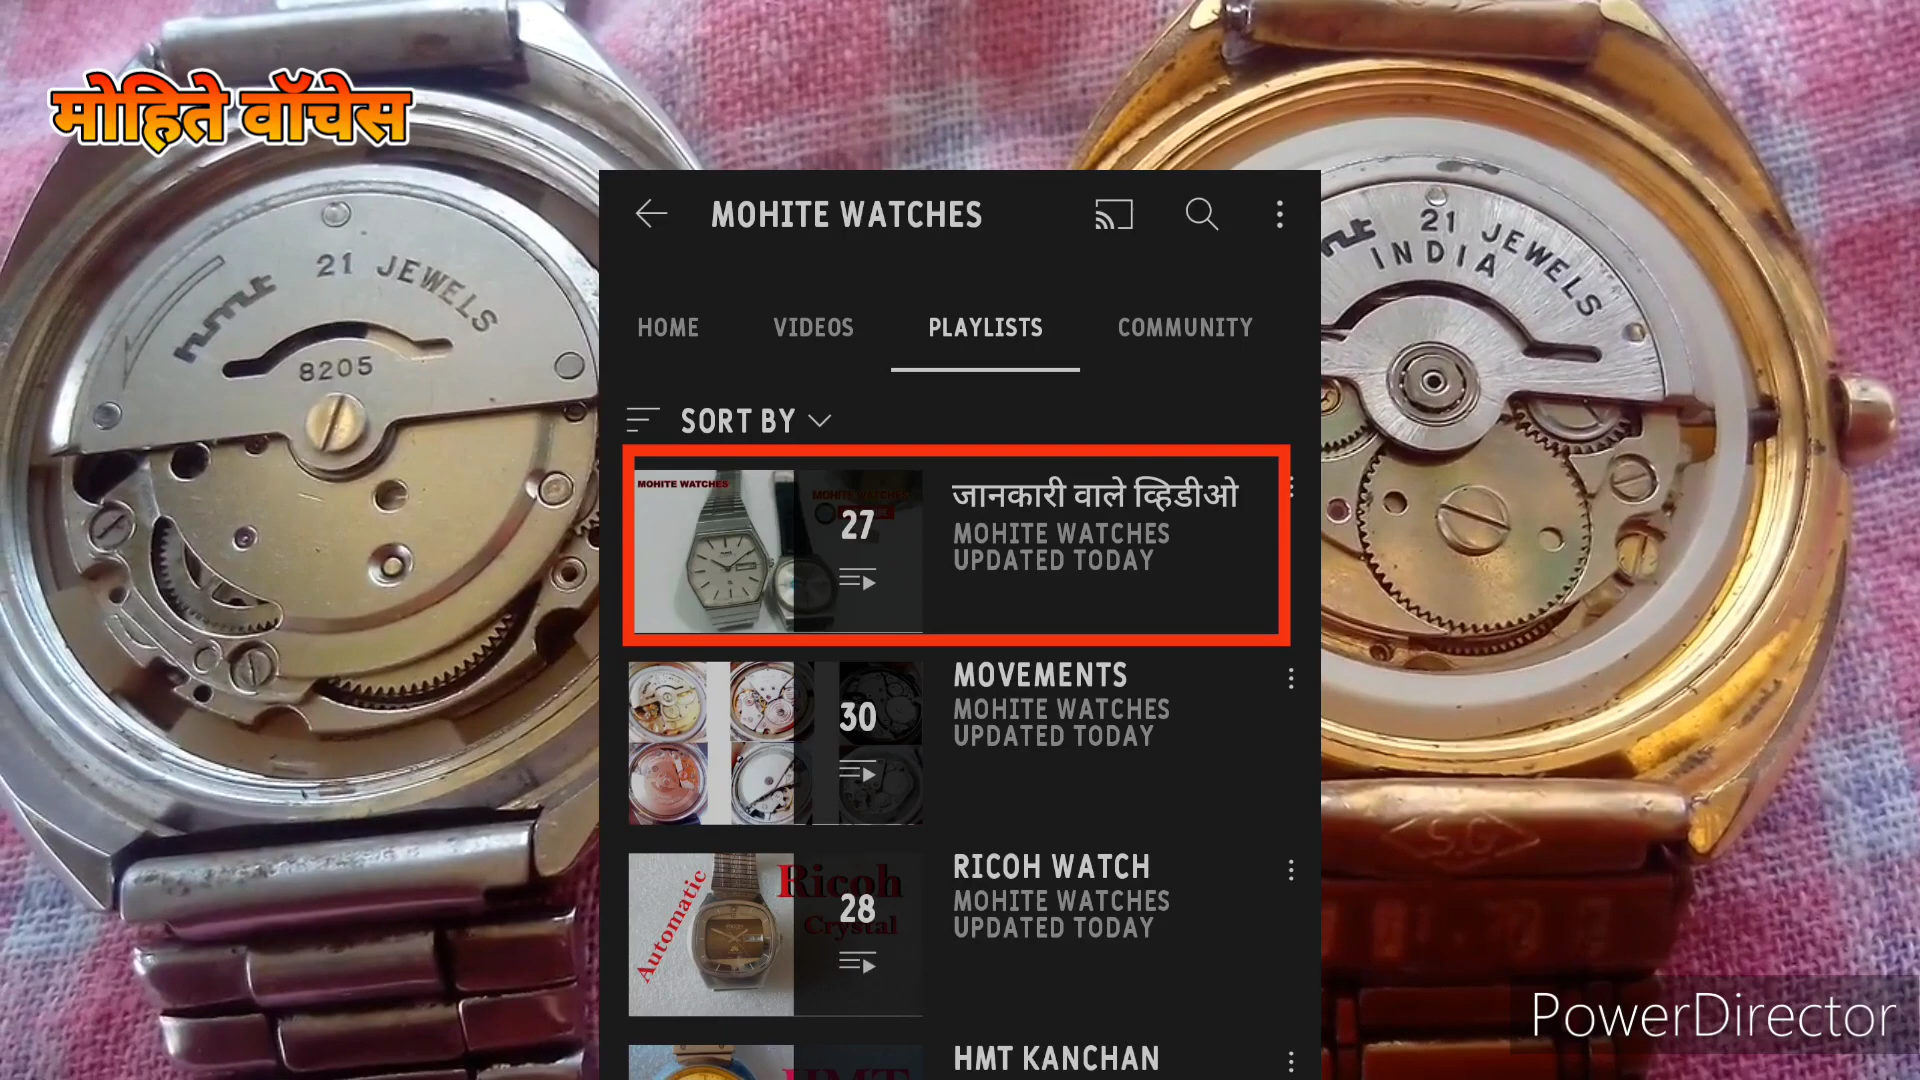 मोहिते वॉचेस
hmt 21 JEWELS
8205
MOHITE WATCHES
HOME VIDEOS PLAYLISTS COMMUNITY
SORT BY
MOHITE WATCHES
27
जानकारी वाले व्हिडीओ
MOHITE WATCHES
UPDATED TODAY
30
MOVEMENTS
MOHITE WATCHES
UPDATED TODAY
Automatic
Ricoh
Crystal
28
RICOH WATCH
MOHITE WATCHES
UPDATED TODAY
HMT
HMT KANCHAN
21 JEWELS
INDIA
S.G
PowerDirector